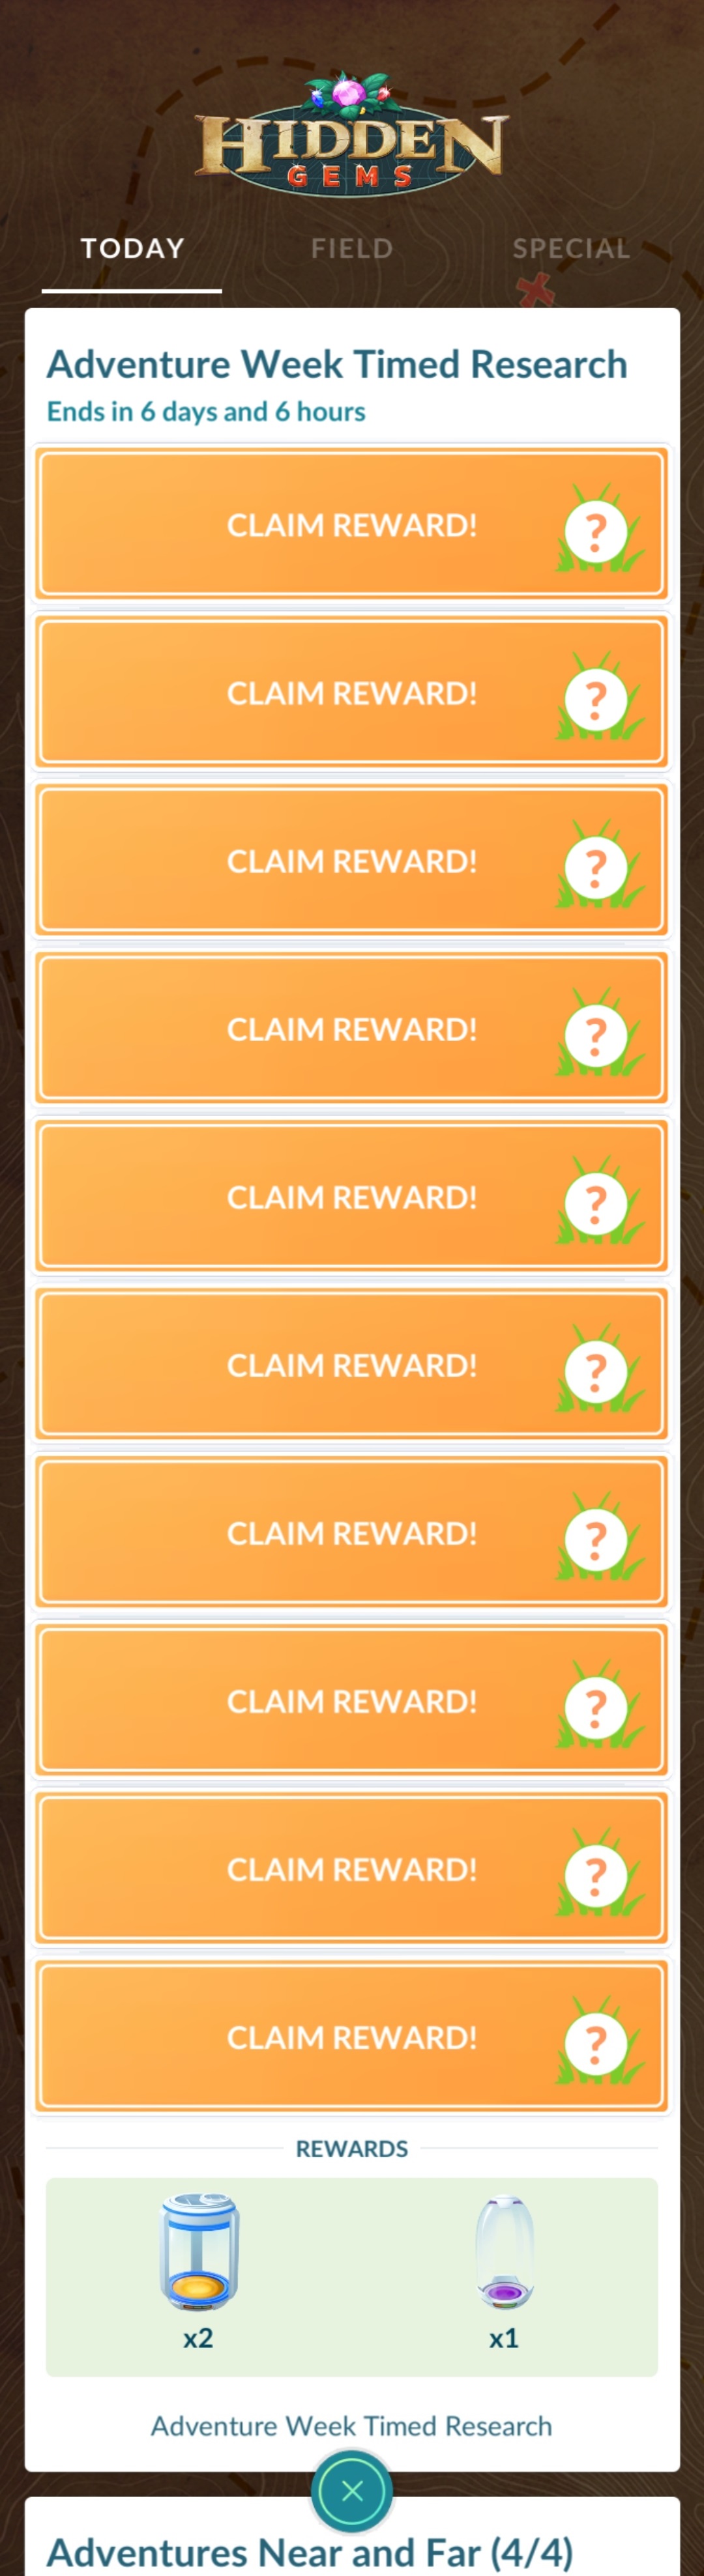 HIDDEN
GEMS
TODAY FIELD SPECIAL
Adventure Week Timed Research
Ends in 6 days and 6 hours
CLAIM REWARD! ?
CLAIM REWARD! ?
CLAIM REWARD! ?
CLAIM REWARD! ?
CLAIM REWARD! ?
CLAIM REWARD! ?
CLAIM REWARD! ?
CLAIM REWARD! ?
CLAIM REWARD! ?
CLAIM REWARD! ?
REWARDS
x2 x1
Adventure Week Timed Research
Adventures Near and Far (4/4)